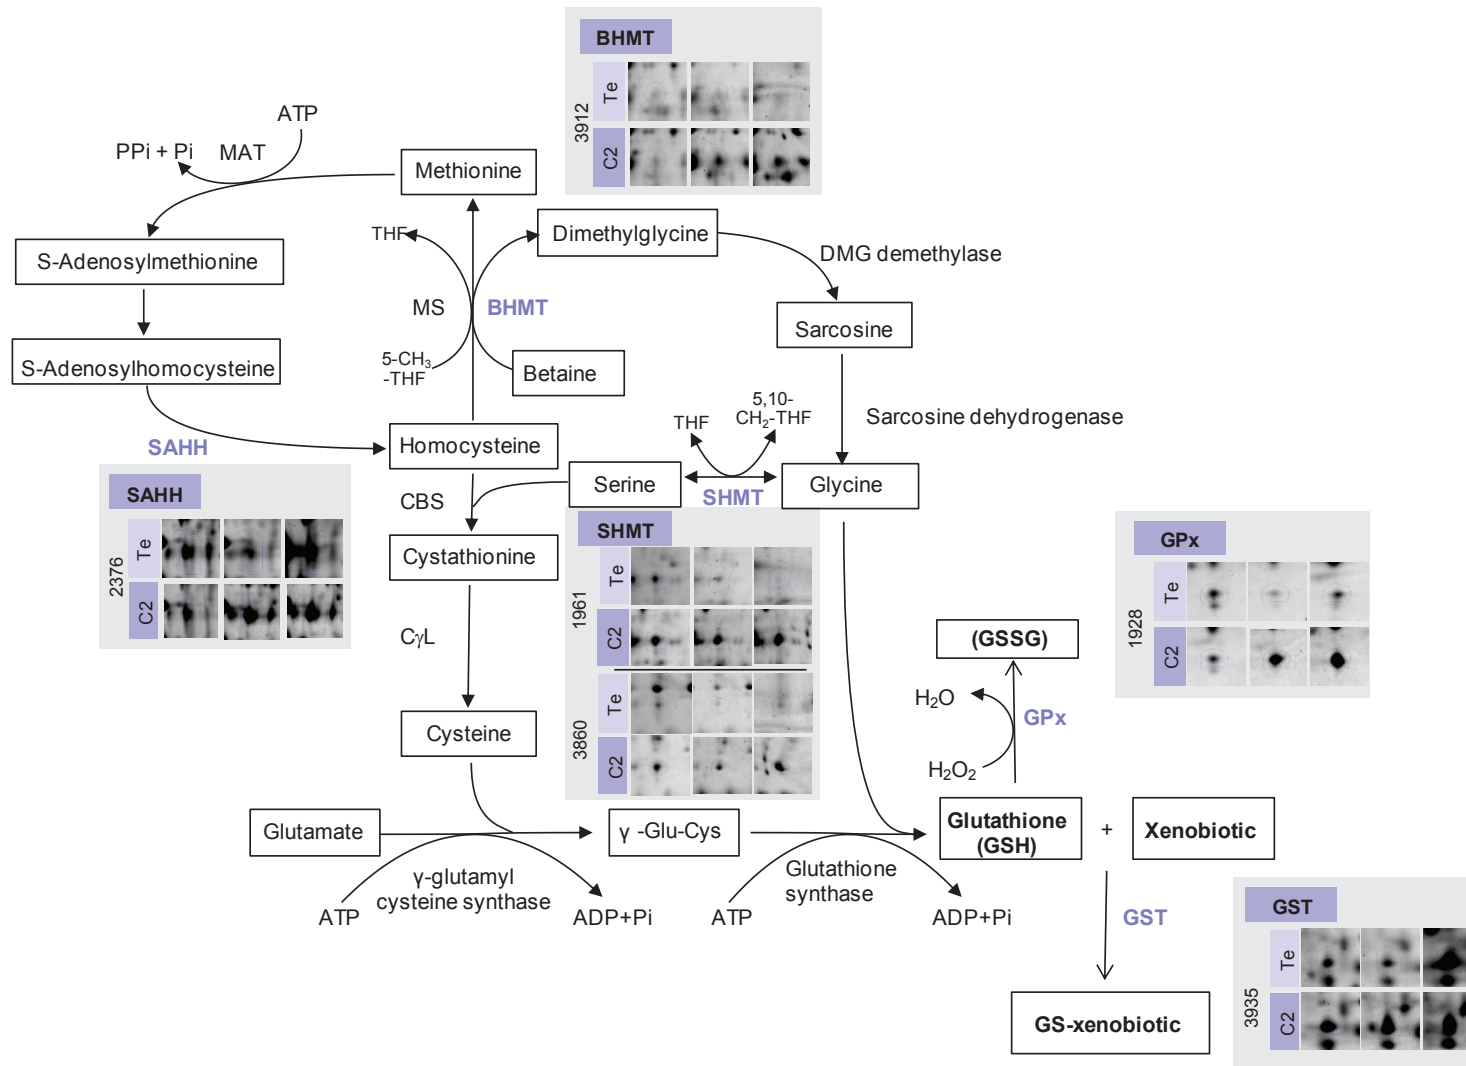 BHMT
Te
3912
C2
ATP
PPi + Pi
MAT
Methionine
THF
Dimethylglycine
DMG demethylase
S-Adenosylmethionine
MS
BHMT
Sarcosine
5-CH₃
-THF
Betaine
S-Adenosylhomocysteine
5,10-
CH₂-THF
THF
Sarcosine dehydrogenase
SAHH
Homocysteine
Serine
SHMT
Glycine
CBS
SAHH
Te
2376
C2
SHMT
Te
1961
C2
Te
3860
C2
Cystathionine
CγL
Cysteine
GPx
Te
1928
C2
(GSSG)
H₂O
GPx
H₂O₂
Glutamate
γ -Glu-Cys
Glutathione
(GSH)
+
Xenobiotic
γ-glutamyl
cysteine synthase
Glutathione
synthase
ATP
ADP+Pi
ATP
ADP+Pi
GST
GST
Te
3935
C2
GS-xenobiotic